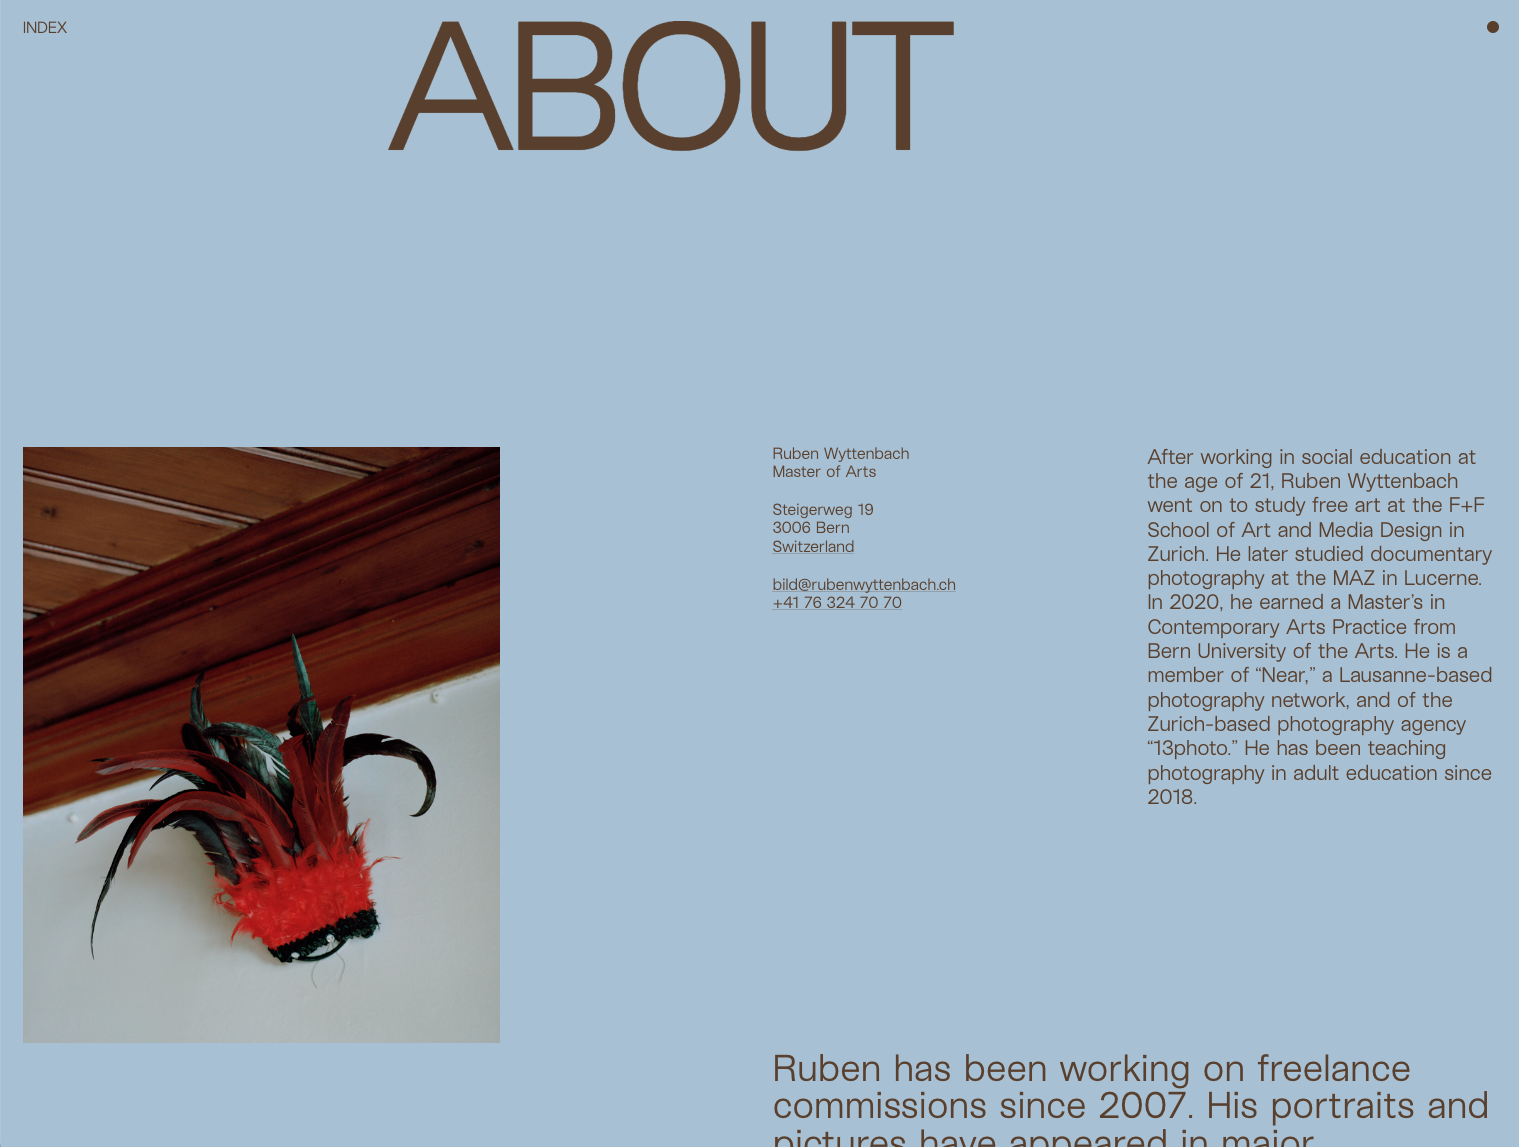 INDEX
ABOUT
Ruben Wyttenbach
Master of Arts
Steigerweg 19
3006 Bern
Switzerland
bild@rubenwyttenbach.ch
+41 76 324 70 70
After working in social education at
the age of 21, Ruben Wyttenbach
went on to study free art at the F+F
School of Art and Media Design in
Zurich. He later studied documentary
photography at the MAZ in Lucerne.
In 2020, he earned a Master’s in
Contemporary Arts Practice from
Bern University of the Arts. He is a
member of “Near,” a Lausanne-based
photography network, and of the
Zurich-based photography agency
“13photo.” He has been teaching
photography in adult education since
2018.
Ruben has been working on freelance
commissions since 2007. His portraits and
pictures have appeared in major